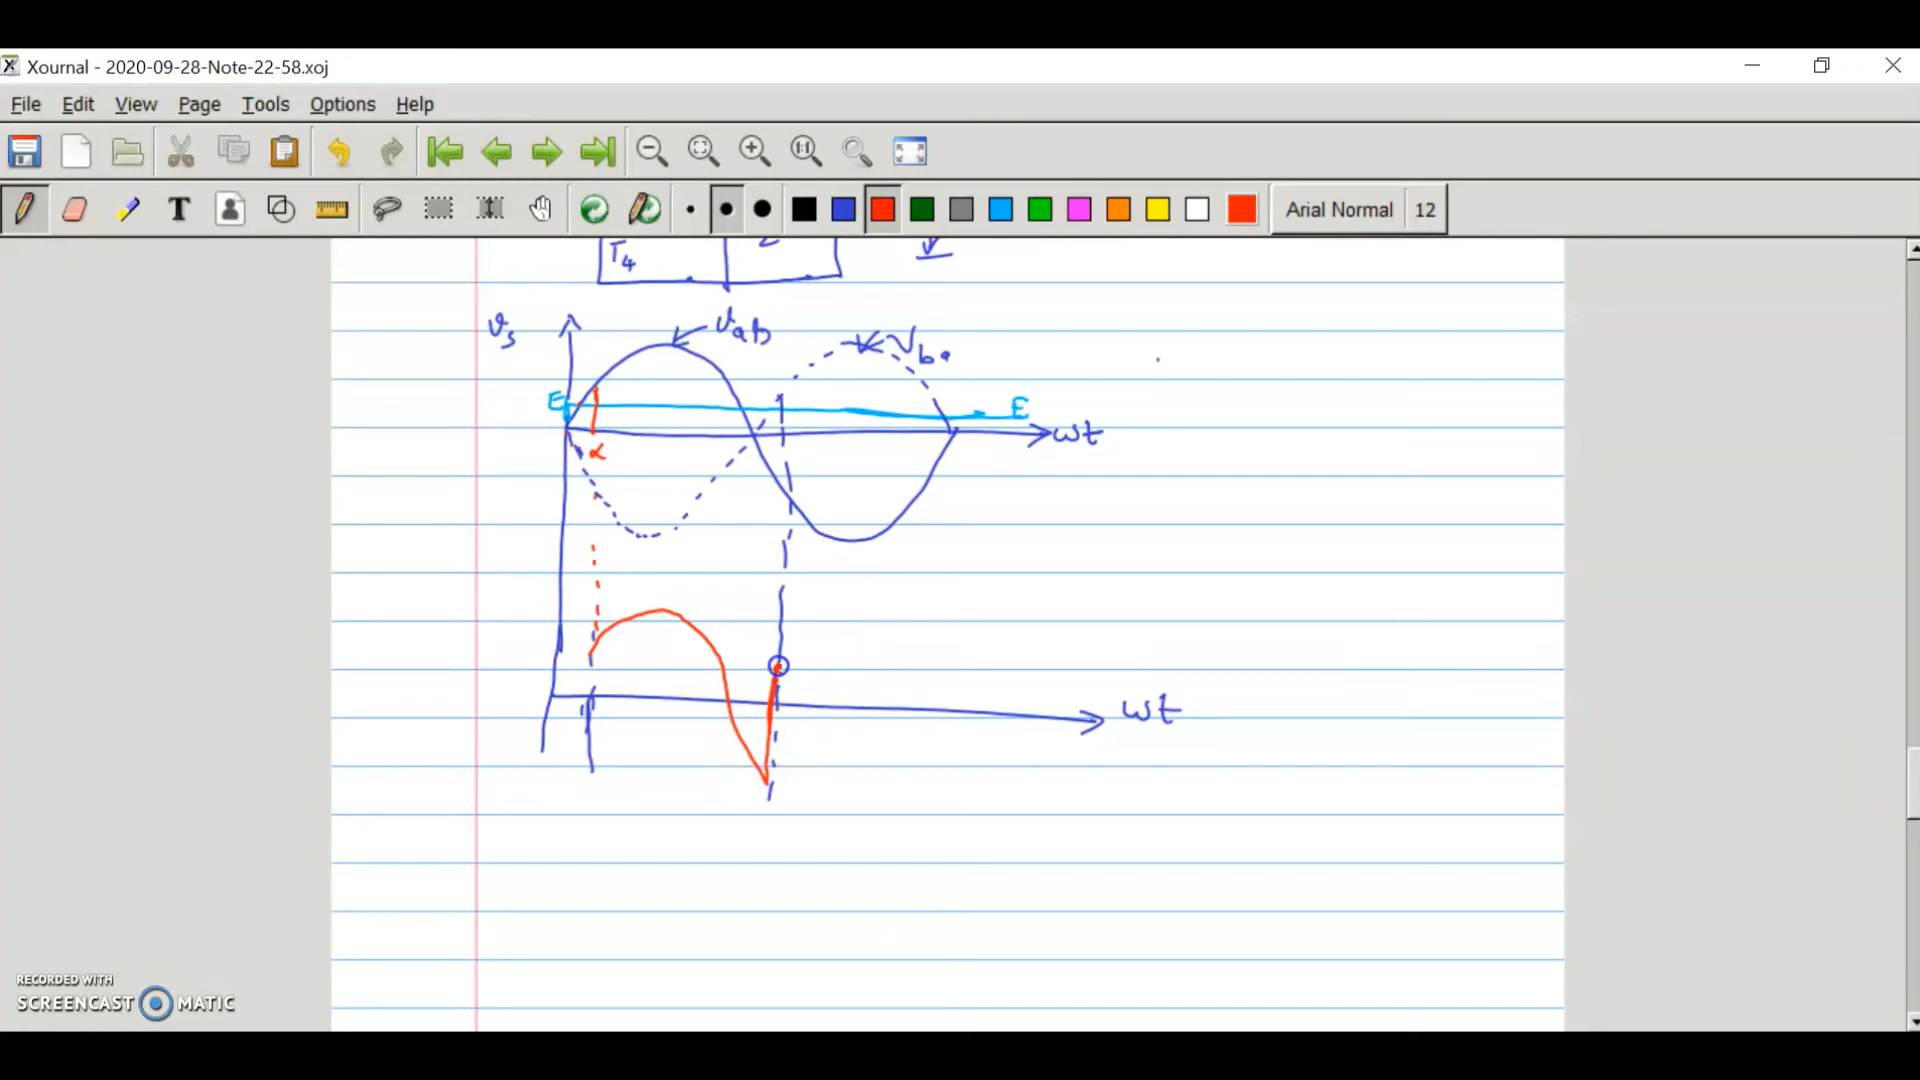 Xournal - 2020-09-28-Note-22-58.xoj
File Edit View Page Tools Options Help
T Arial Normal 12
T4 2 V
vs vab Vba
E E
ωt
α
ωt
RECORDED WITH
SCREENCAST MATIC